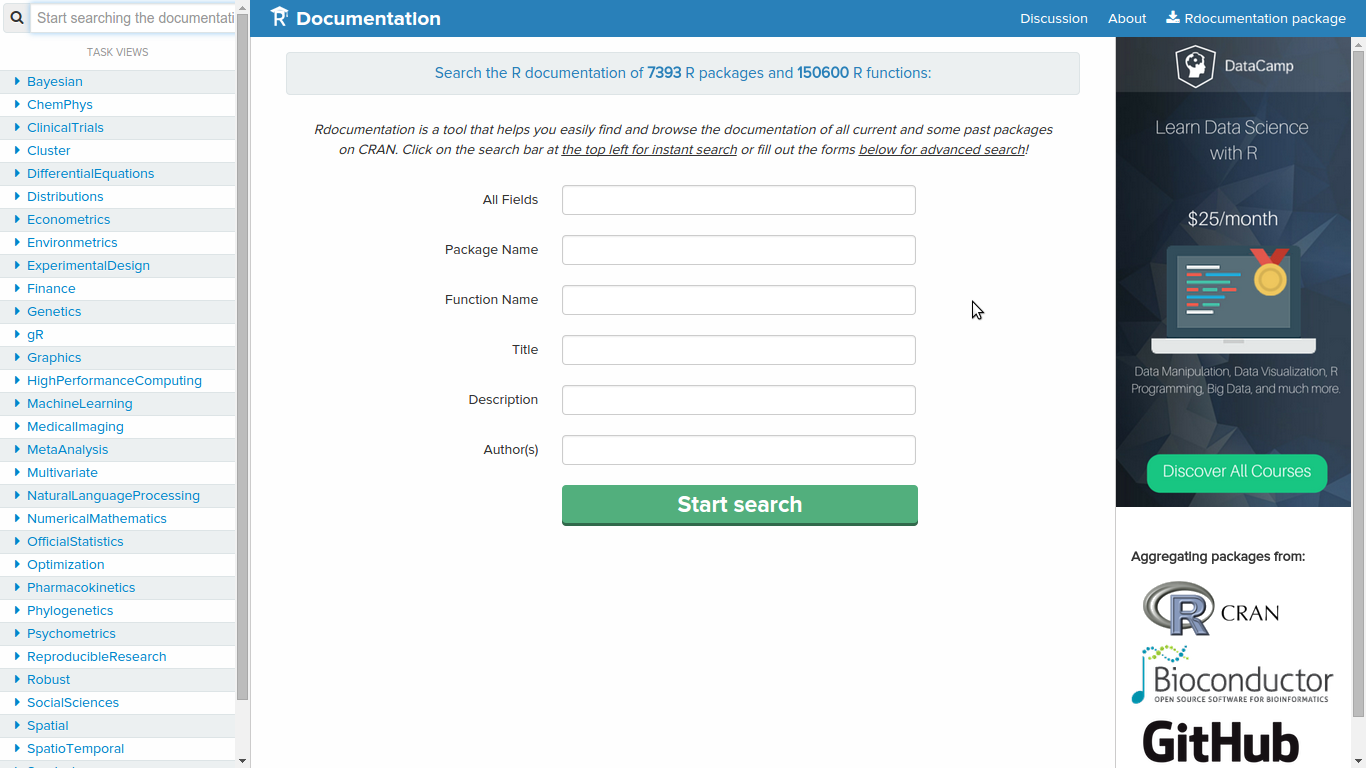 Start searching the documentati
TASK VIEWS
Bayesian
ChemPhys
ClinicalTrials
Cluster
DifferentialEquations
Distributions
Econometrics
Environmetrics
ExperimentalDesign
Finance
Genetics
gR
Graphics
HighPerformanceComputing
MachineLearning
MedicalImaging
MetaAnalysis
Multivariate
NaturalLanguageProcessing
NumericalMathematics
OfficialStatistics
Optimization
Pharmacokinetics
Phylogenetics
Psychometrics
ReproducibleResearch
Robust
SocialSciences
Spatial
SpatioTemporal
R Documentation
Discussion About Rdocumentation package
Search the R documentation of 7393 R packages and 150600 R functions:
Rdocumentation is a tool that helps you easily find and browse the documentation of all current and some past packages
on CRAN. Click on the search bar at the top left for instant search or fill out the forms below for advanced search!
All Fields
Package Name
Function Name
Title
Description
Author(s)
Start search
DataCamp
Learn Data Science
with R
$25/month
Data Manipulation, Data Visualization, R
Programming, Big Data, and much more.
Discover All Courses
Aggregating packages from:
R CRAN
Bioconductor
OPEN SOURCE SOFTWARE FOR BIOINFORMATICS
GitHub